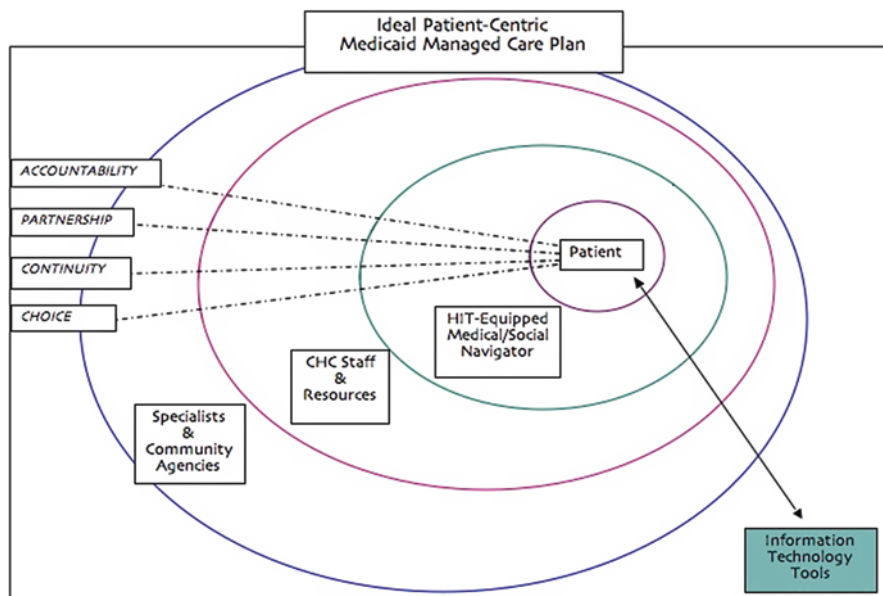 Ideal Patient-Centric
Medicaid Managed Care Plan
ACCOUNTABILITY
PARTNERSHIP
CONTINUITY
CHOICE
Patient
HIT-Equipped
Medical/Social
Navigator
CHC Staff
&
Resources
Specialists
&
Community
Agencies
Information
Technology
Tools